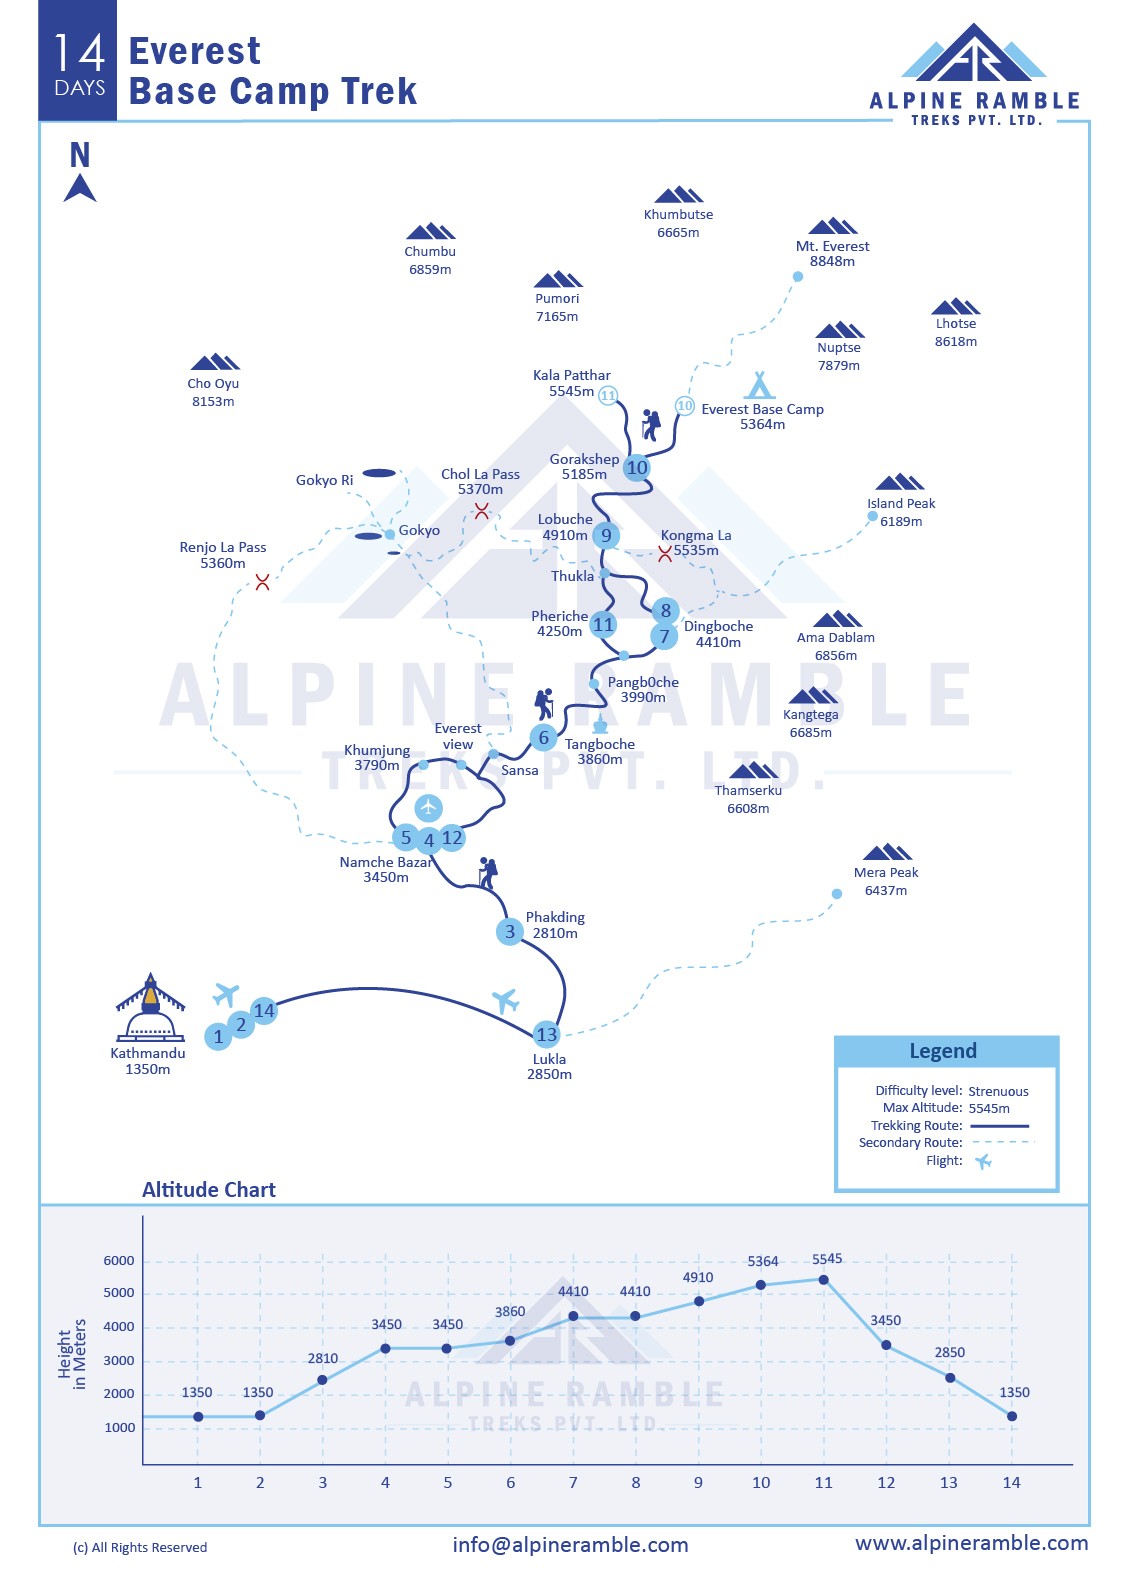 14
DAYS
Everest
Base Camp Trek
ALPINE RAMBLE
TREKS PVT. LTD.
N
Khumbutse
6665m
Chumbu
6859m
Mt. Everest
8848m
Pumori
7165m
Lhotse
8618m
Nuptse
7879m
Cho Oyu
8153m
Kala Patthar
5545m
11
10
Everest Base Camp
5364m
Gorakshep
5185m
10
Chol La Pass
5370m
Gokyo Ri
Island Peak
6189m
Lobuche
4910m
9
Gokyo
Kongma La
5535m
Renjo La Pass
5360m
Thukla
Pheriche
4250m
11
8
7
Dingboche
4410m
Ama Dablam
6856m
ALPINE RAMBLE
TREKS PVT. LTD.
Pangb0che
3990m
Kangtega
6685m
6
Tangboche
3860m
Everest
view
Khumjung
3790m
Sansa
Thamserku
6608m
5
4
12
Namche Bazar
3450m
Mera Peak
6437m
3
Phakding
2810m
1
2
14
Kathmandu
1350m
13
Lukla
2850m
Legend
Difficulty level: Strenuous
Max Altitude: 5545m
Trekking Route:
Secondary Route:
Flight:
Altitude Chart
Height
in Meters
6000
5000
4000
3000
2000
1000
1350
1350
2810
3450
3450
3860
4410
4410
4910
5364
5545
3450
2850
1350
ALPINE RAMBLE
TREKS PVT. LTD.
1 2 3 4 5 6 7 8 9 10 11 12 13 14
(c) All Rights Reserved
info@alpineramble.com
www.alpineramble.com